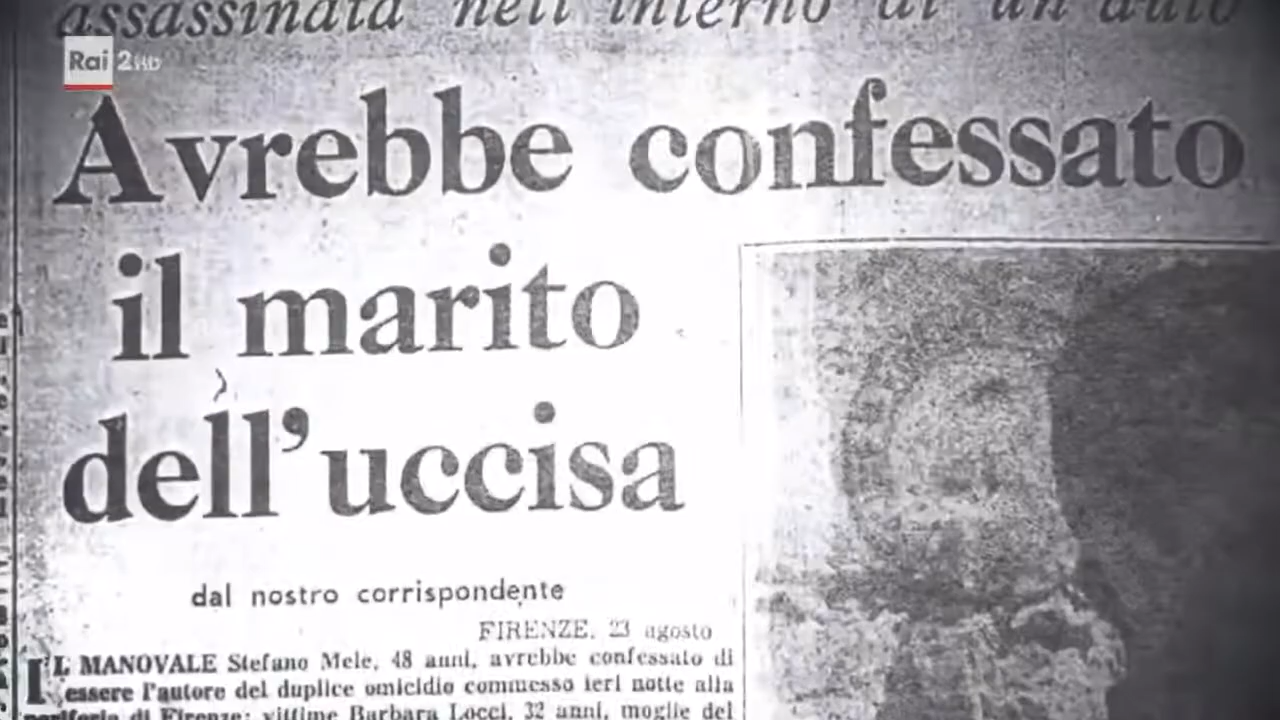 assassinata nell'interno di un'auto
Rai 2HD
Avrebbe confessato
il marito
dell'uccisa
dal nostro corrispondente
FIRENZE, 23 agosto
IL MANOVALE Stefano Mele, 48 anni, avrebbe confessato di
essere l'autore del duplice omicidio commesso ieri notte alla
periferia di Firenze: vittime Barbara Locci, 32 anni, moglie del